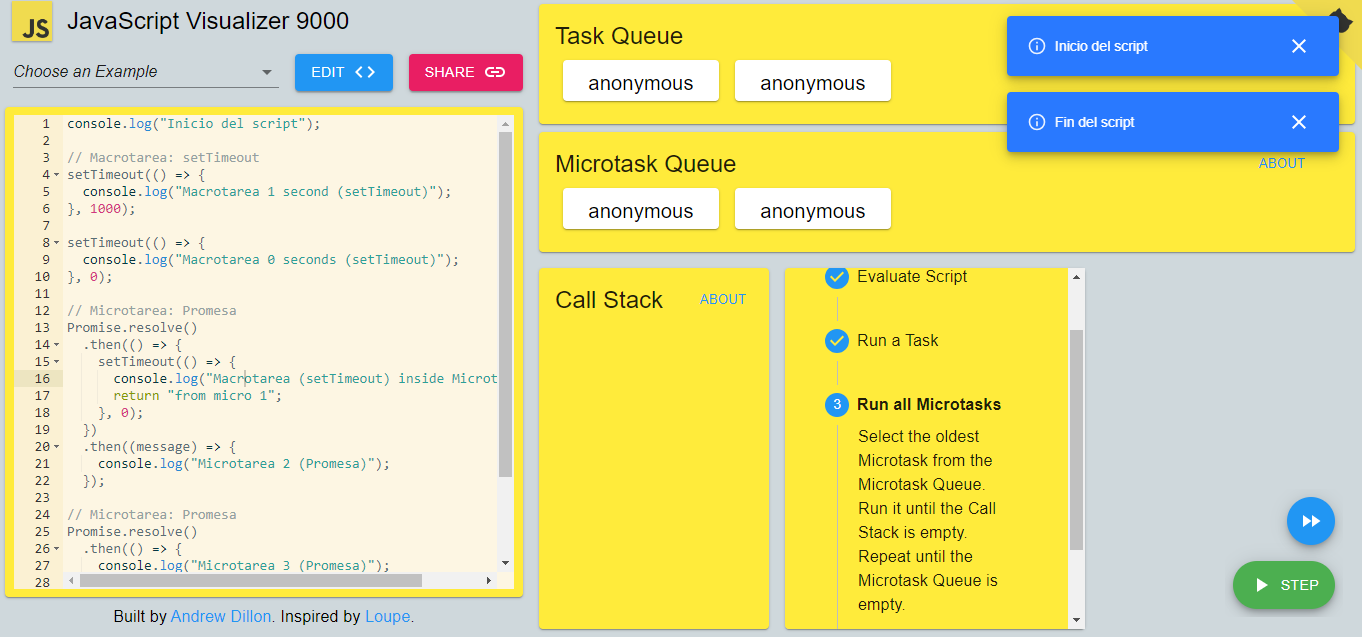 JS
JavaScript Visualizer 9000
Choose an Example
EDIT
SHARE
1 console.log("Inicio del script");
2
3 // Macrotarea: setTimeout
4 setTimeout(() => {
5 console.log("Macrotarea 1 second (setTimeout)");
6 }, 1000);
7
8 setTimeout(() => {
9 console.log("Macrotarea 0 seconds (setTimeout)");
10 }, 0);
11
12 // Microtarea: Promesa
13 Promise.resolve()
14 .then(() => {
15 setTimeout(() => {
16 console.log("Macrotarea (setTimeout) inside Microt
17 return "from micro 1";
18 }, 0);
19 })
20 .then((message) => {
21 console.log("Microtarea 2 (Promesa)");
22 });
23
24 // Microtarea: Promesa
25 Promise.resolve()
26 .then(() => {
27 console.log("Microtarea 3 (Promesa)");
28
Built by Andrew Dillon. Inspired by Loupe.
Task Queue
anonymous
anonymous
Inicio del script
Fin del script
Microtask Queue
ABOUT
anonymous
anonymous
Call Stack
ABOUT
Evaluate Script
Run a Task
3 Run all Microtasks
Select the oldest
Microtask from the
Microtask Queue.
Run it until the Call
Stack is empty.
Repeat until the
Microtask Queue is
empty.
STEP